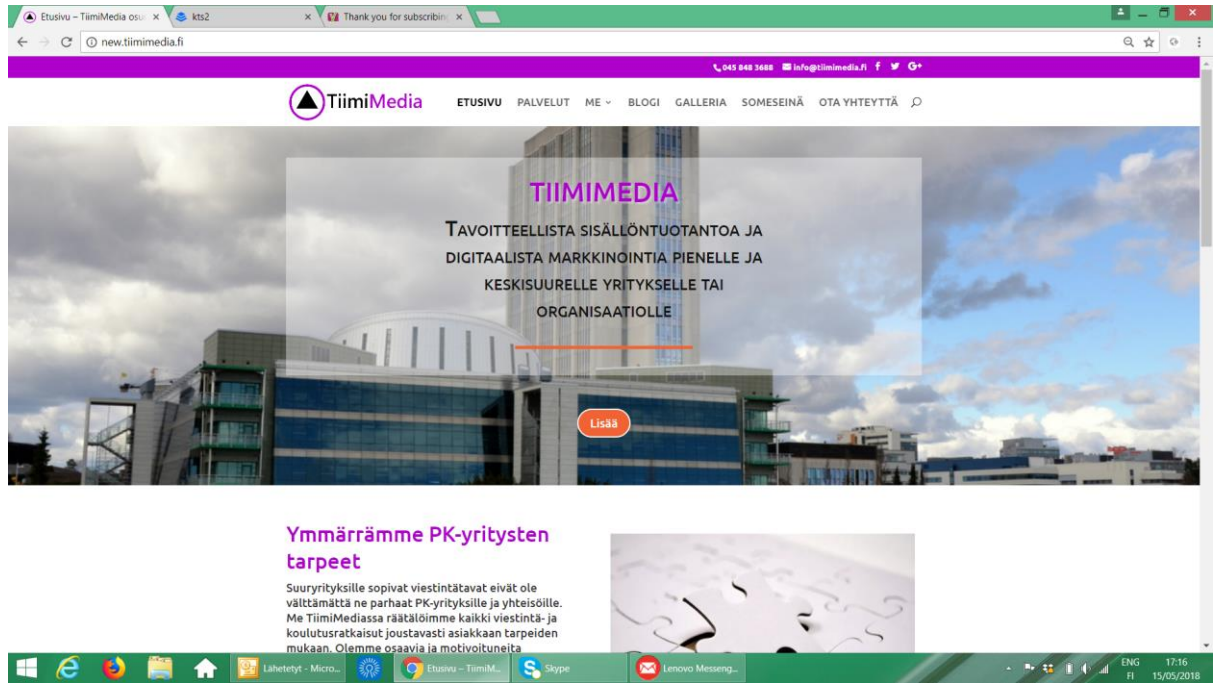 Etusivu – TiimiMedia osu
kts2
Thank you for subscribing
new.tiimimedia.fi
045 848 3688 info@tiimimedia.fi
TiimiMedia
ETUSIVU PALVELUT ME BLOGI GALLERIA SOMESEINÄ OTA YHTEYTTÄ
TIIMIMEDIA
TAVOITTEELLISTA SISÄLLÖNTUOTANTOA JA
DIGITAALISTA MARKKINOINTIA PIENELLE JA
KESKISUURELLE YRITYKSELLE TAI
ORGANISAATIOLLE
Lisää
Ymmärrämme PK-yritysten
tarpeet
Suuryrityksille sopivat viestintätavat eivät ole
välttämättä ne parhaat PK-yrityksille ja yhteisöille.
Me TiimiMediassa räätälöimme kaikki viestintä- ja
koulutusratkaisut joustavasti asiakkaan tarpeiden
mukaan. Olemme osaavia ja motivoituneita
Lähetetyt - Micro...
Etusivu – TiimiM...
Skype
Lenovo Messeng...
ENG 17:16
FI 15/05/2018